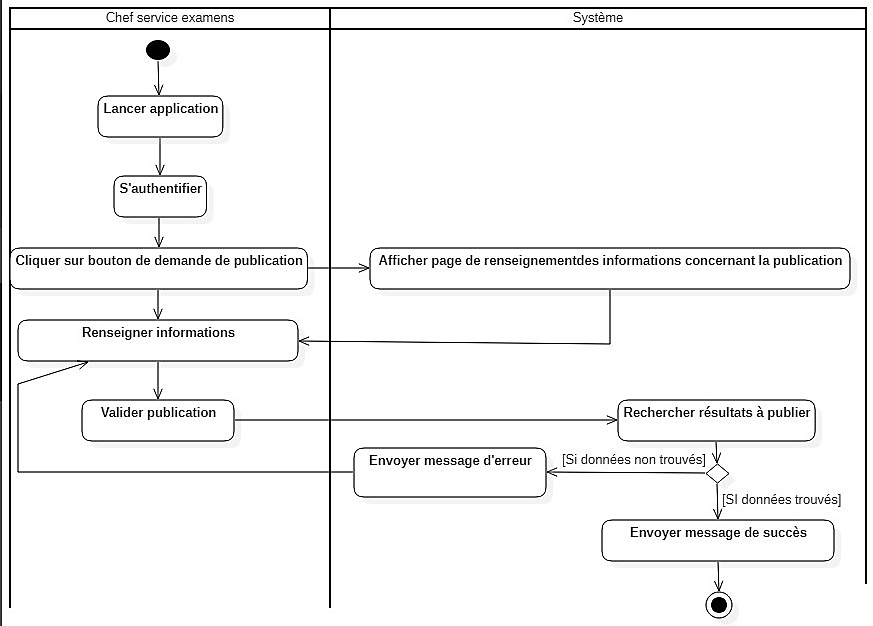 Chef service examens
Système
Lancer application
S'authentifier
Cliquer sur bouton de demande de publication
Afficher page de renseignementdes informations concernant la publication
Renseigner informations
Valider publication
Rechercher résultats à publier
Envoyer message d'erreur
[Si données non trouvés]
[SI données trouvés]
Envoyer message de succès